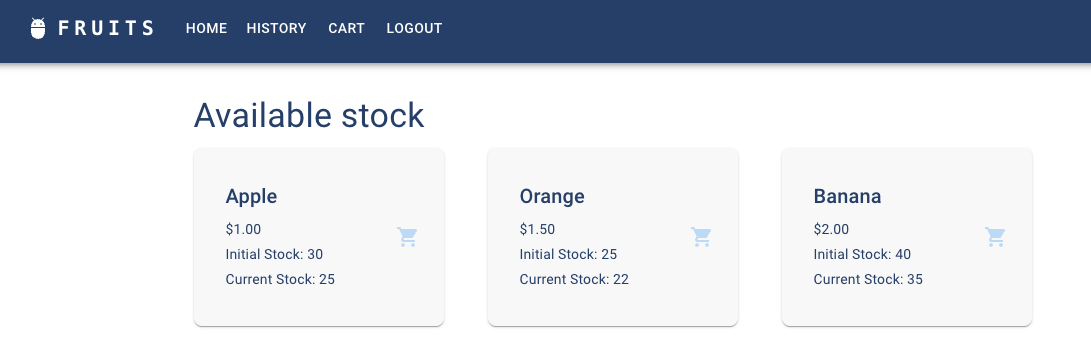 FRUITS HOME HISTORY CART LOGOUT
Available stock
Apple
$1.00
Initial Stock: 30
Current Stock: 25
Orange
$1.50
Initial Stock: 25
Current Stock: 22
Banana
$2.00
Initial Stock: 40
Current Stock: 35